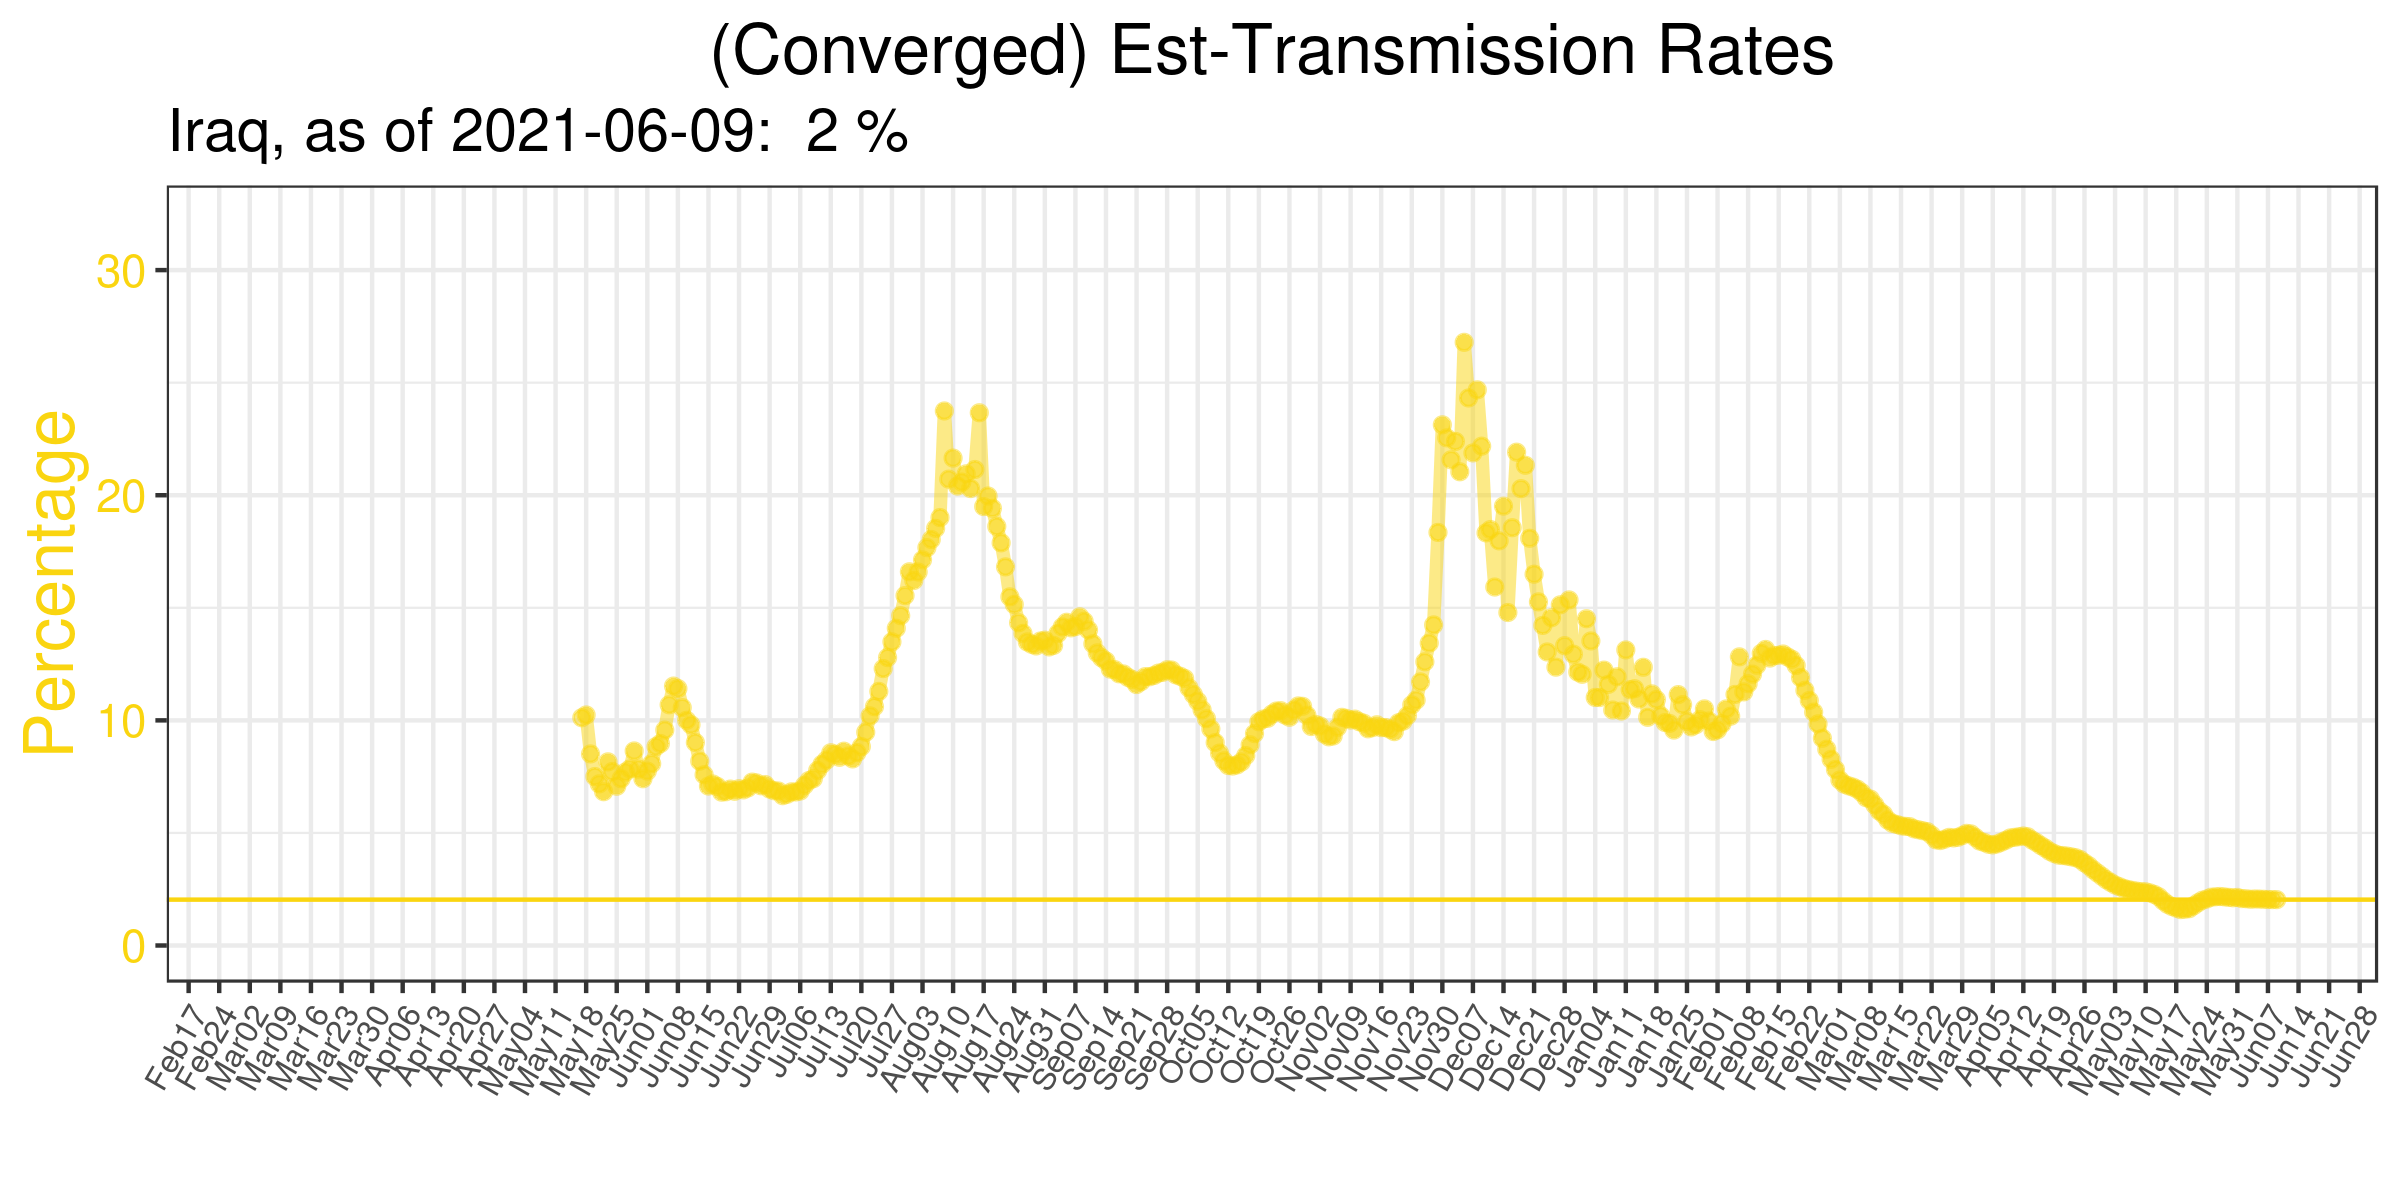 (Converged) Est-Transmission Rates
Iraq, as of 2021-06-09:  2 %
Percentage
30
20
10
0
Feb17
Feb24
Mar02
Mar09
Mar16
Mar23
Mar30
Apr06
Apr13
Apr20
Apr27
May04
May11
May18
May25
Jun01
Jun08
Jun15
Jun22
Jun29
Jul06
Jul13
Jul20
Jul27
Aug03
Aug10
Aug17
Aug24
Aug31
Sep07
Sep14
Sep21
Sep28
Oct05
Oct12
Oct19
Oct26
Nov02
Nov09
Nov16
Nov23
Nov30
Dec07
Dec14
Dec21
Dec28
Jan04
Jan11
Jan18
Jan25
Feb01
Feb08
Feb15
Feb22
Mar01
Mar08
Mar15
Mar22
Mar29
Apr05
Apr12
Apr19
Apr26
May03
May10
May17
May24
May31
Jun07
Jun14
Jun21
Jun28